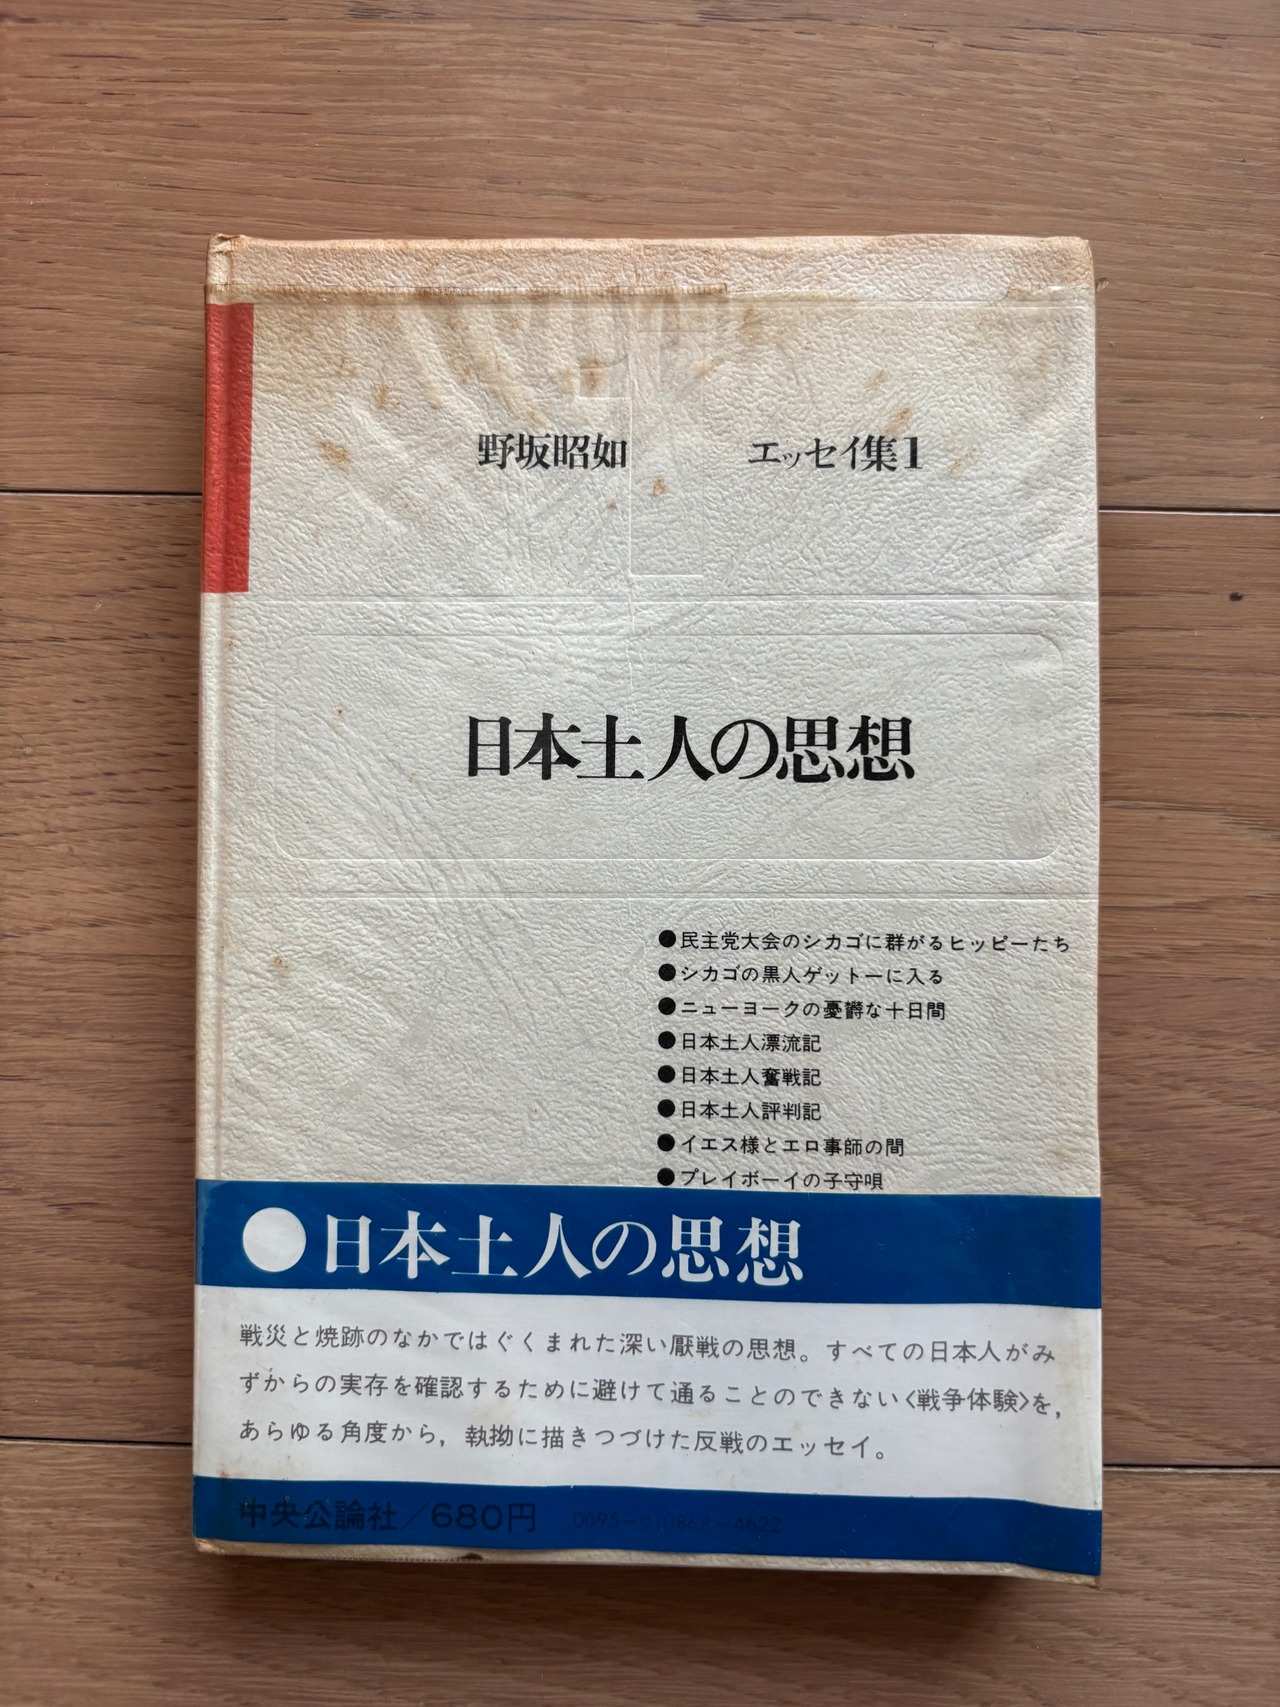 野坂昭如 エッセイ集1
日本土人の思想
●民主党大会のシカゴに群がるヒッピーたち
●シカゴの黒人ゲットーに入る
●ニューヨークの憂欝な十日間
●日本土人漂流記
●日本土人奮戦記
●日本土人評判記
●イエス様とエロ事師の間
●プレイボーイの子守唄
●日本土人の思想
戦災と焼跡のなかではぐくまれた深い厭戦の思想。すべての日本人がみ
ずからの実存を確認するために避けて通ることのできない〈戦争体験〉を，
あらゆる角度から，執拗に描きつづけた反戦のエッセイ。
中央公論社／680円 0095-010868-4622